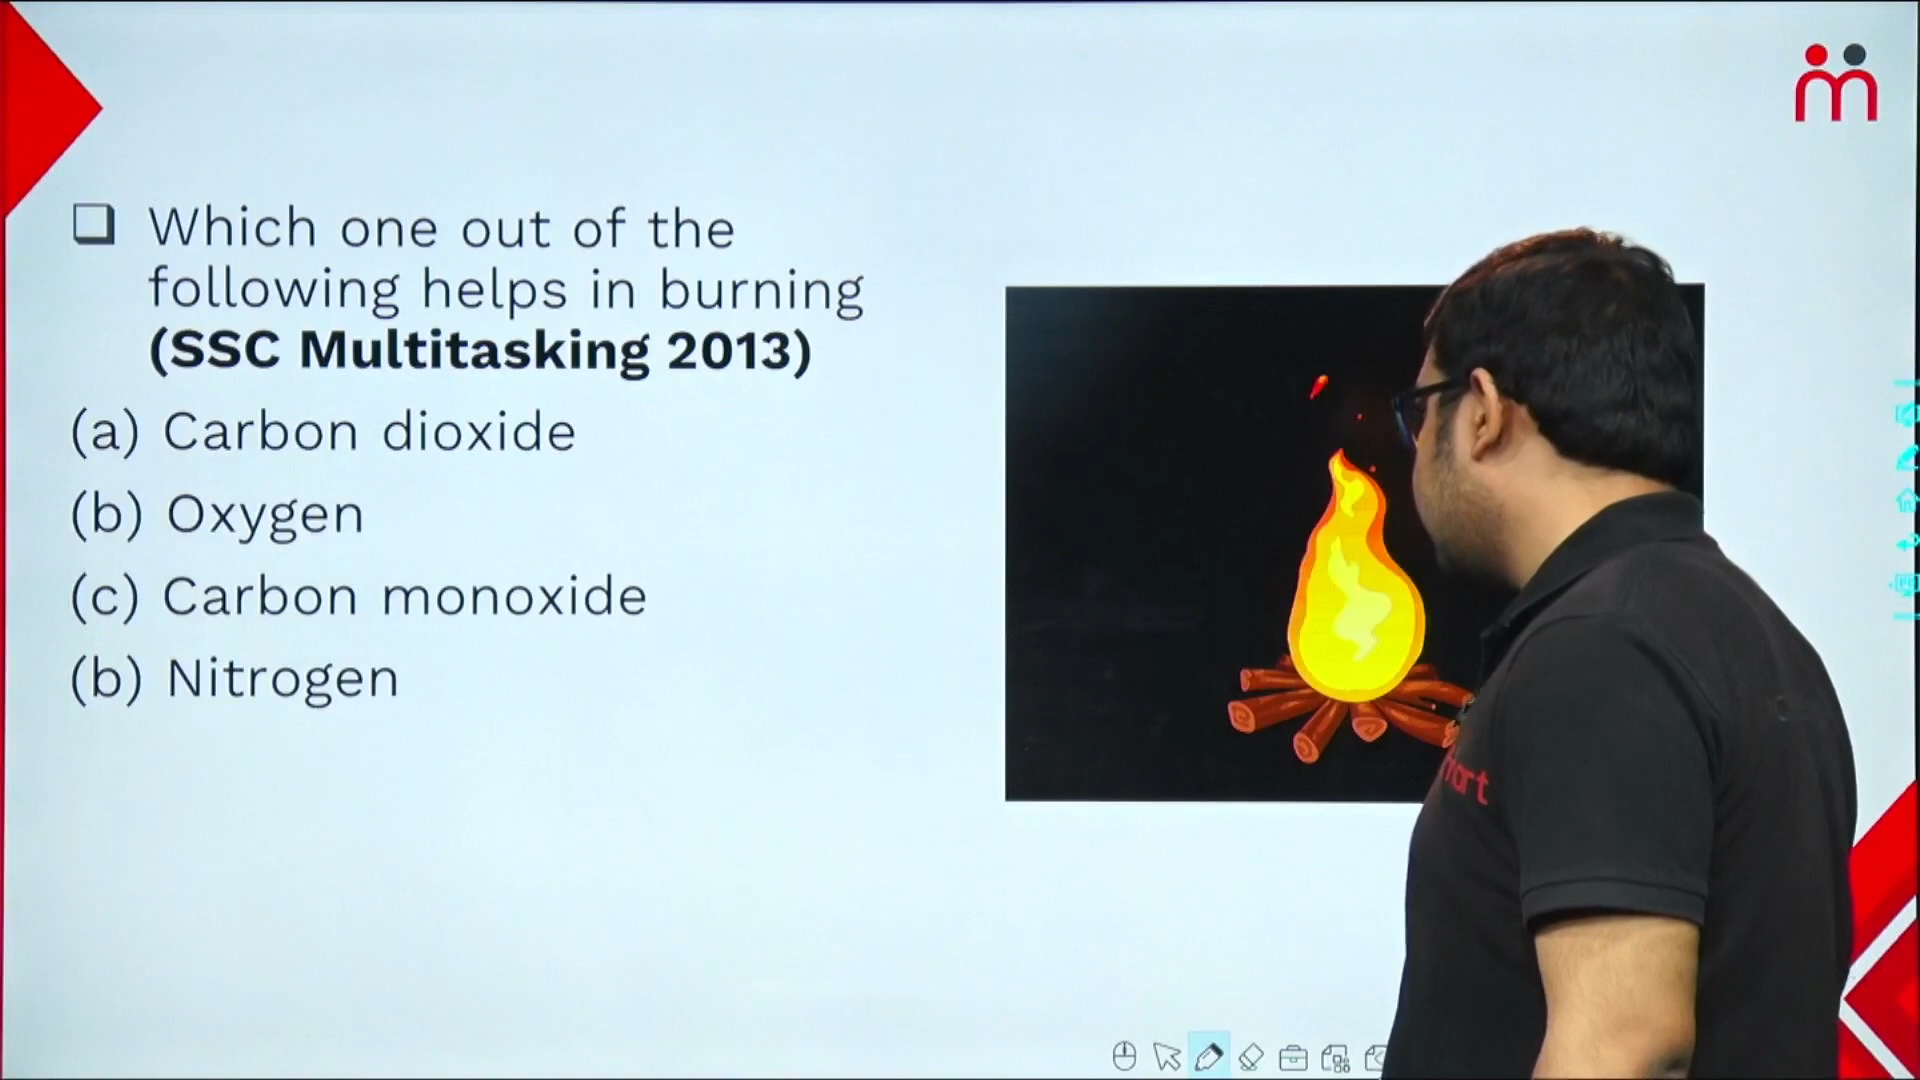 Which one out of the
following helps in burning
(SSC Multitasking 2013)
(a) Carbon dioxide
(b) Oxygen
(c) Carbon monoxide
(b) Nitrogen